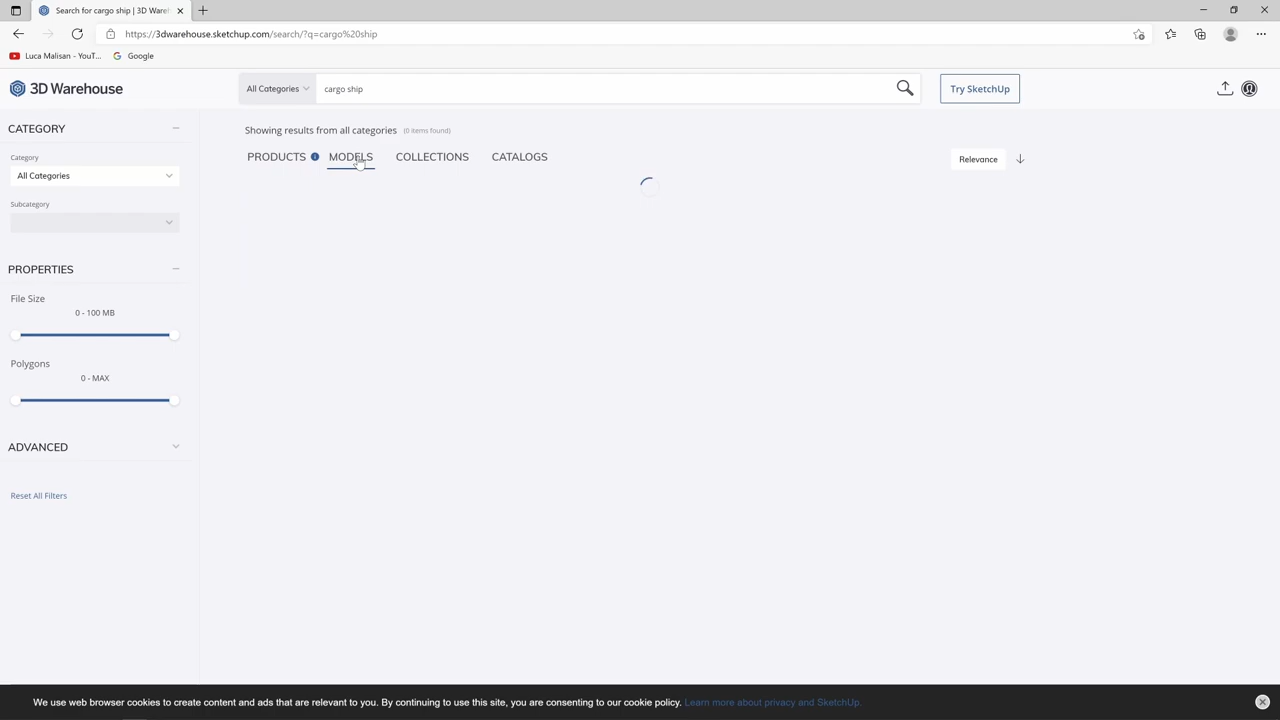 Search for cargo ship | 3D Wareh
https://3dwarehouse.sketchup.com/search/?q=cargo%20ship
Luca Malisan - YouT...
Google
3D Warehouse
All Categories
cargo ship
Try SketchUp
CATEGORY
Category
All Categories
Subcategory
PROPERTIES
File Size
0 - 100 MB
Polygons
0 - MAX
ADVANCED
Reset All Filters
Showing results from all categories (0 items found)
PRODUCTS MODELS COLLECTIONS CATALOGS
Relevance
We use web browser cookies to create content and ads that are relevant to you. By continuing to use this site, you are consenting to our cookie policy. Learn more about privacy and SketchUp.